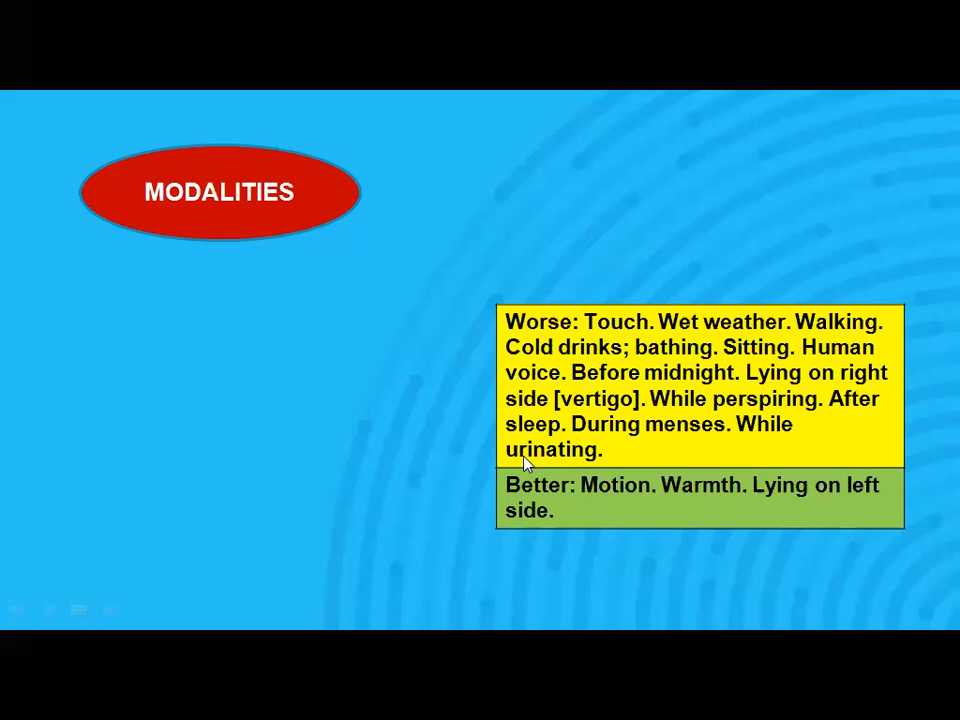 MODALITIES
Worse: Touch. Wet weather. Walking.
Cold drinks; bathing. Sitting. Human
voice. Before midnight. Lying on right
side [vertigo]. While perspiring. After
sleep. During menses. While
urinating.
Better: Motion. Warmth. Lying on left
side.